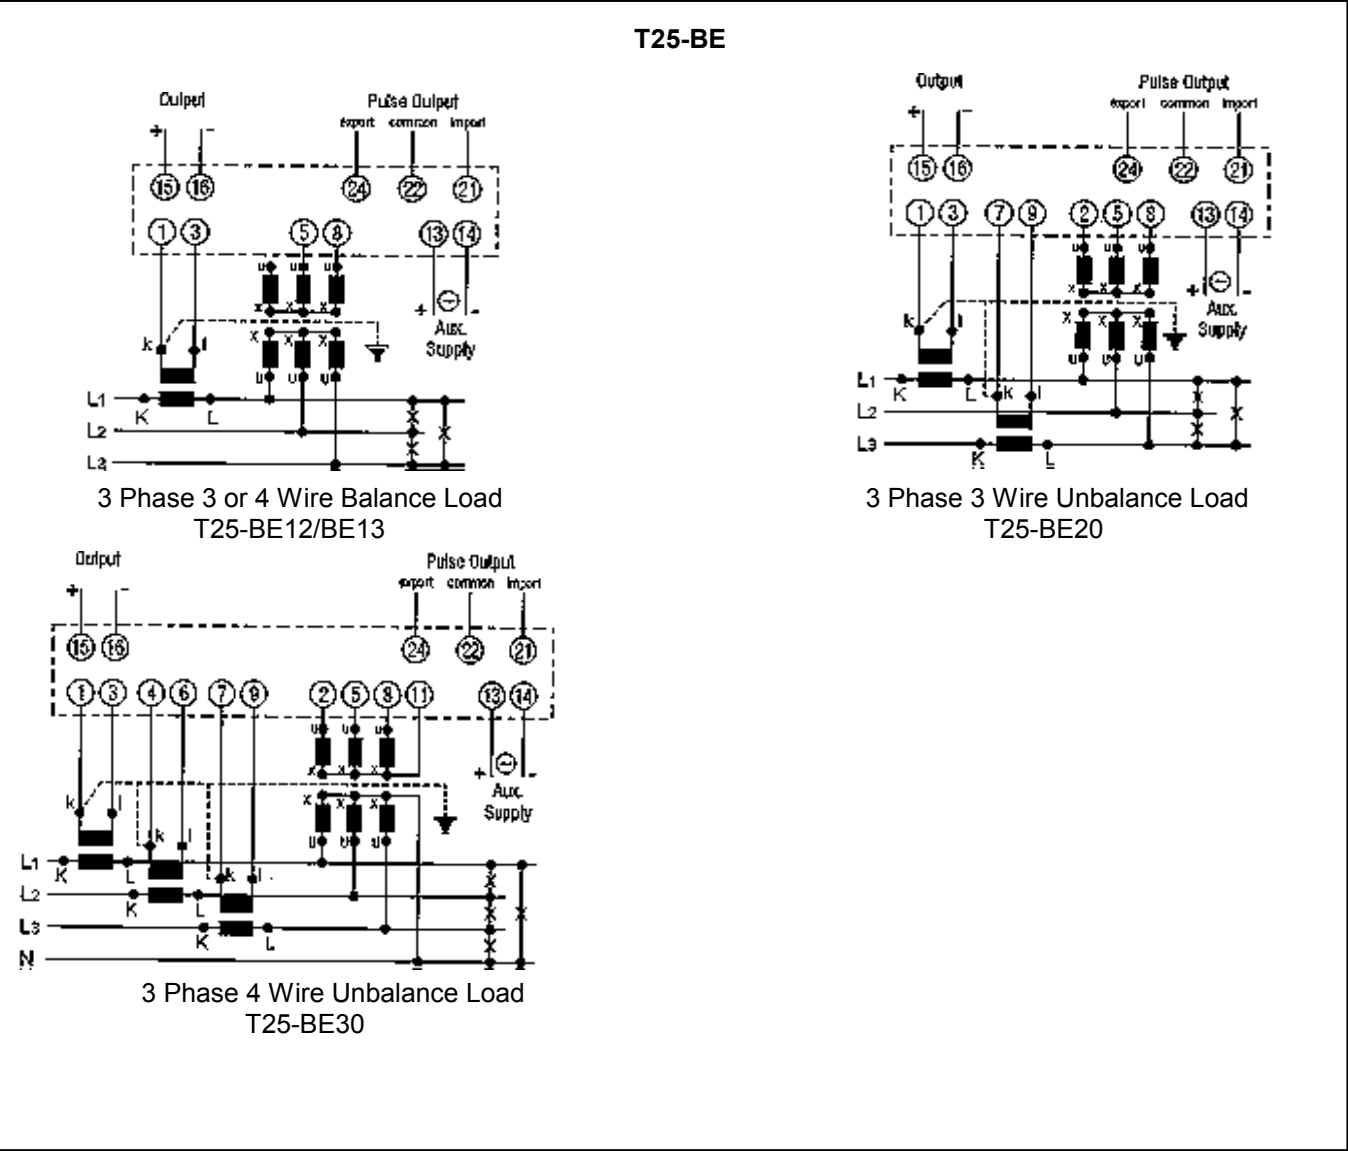 T25-BE
Output
Pulse Output
export common import
+ -
15 16 24 22 21
1 3 5 8 13 14
u u u
x x x
+ -
Aux.
Supply
k l
x x x
u u u
L1
K L
L2
L3
3 Phase 3 or 4 Wire Balance Load
T25-BE12/BE13
Output
Pulse Output
export common import
+ -
15 16 24 22 21
1 3 7 9 2 5 8 13 14
u u u
x x x
+ -
Aux.
Supply
k l
x x x
u u u
L1
K L k l
L2
L3
K L
3 Phase 3 Wire Unbalance Load
T25-BE20
Output
Pulse Output
export common import
+ -
15 16 24 22 21
1 3 4 6 7 9 2 5 8 11 13 14
u u u
x x x
+ -
Aux.
Supply
k l
x x x
k l
u u u
L1
K L k l
L2
K L
L3
K L
N
3 Phase 4 Wire Unbalance Load
T25-BE30